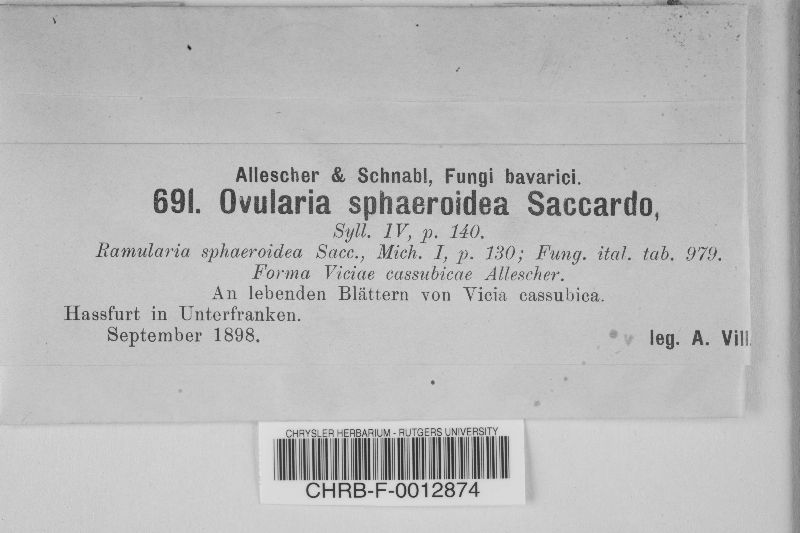 Allescher & Schnabl, Fungi bavarici.
691. Ovularia sphaeroidea Saccardo,
Syll. IV, p. 140.
Ramularia sphaeroidea Sacc., Mich. I, p. 130; Fung. ital. tab. 979.
Forma Viciae cassubicae Allescher.
An lebenden Blättern von Vicia cassubica.
Hassfurt in Unterfranken.
September 1898.
leg. A. Vill.
CHRYSLER HERBARIUM - RUTGERS UNIVERSITY
CHRB-F-0012874